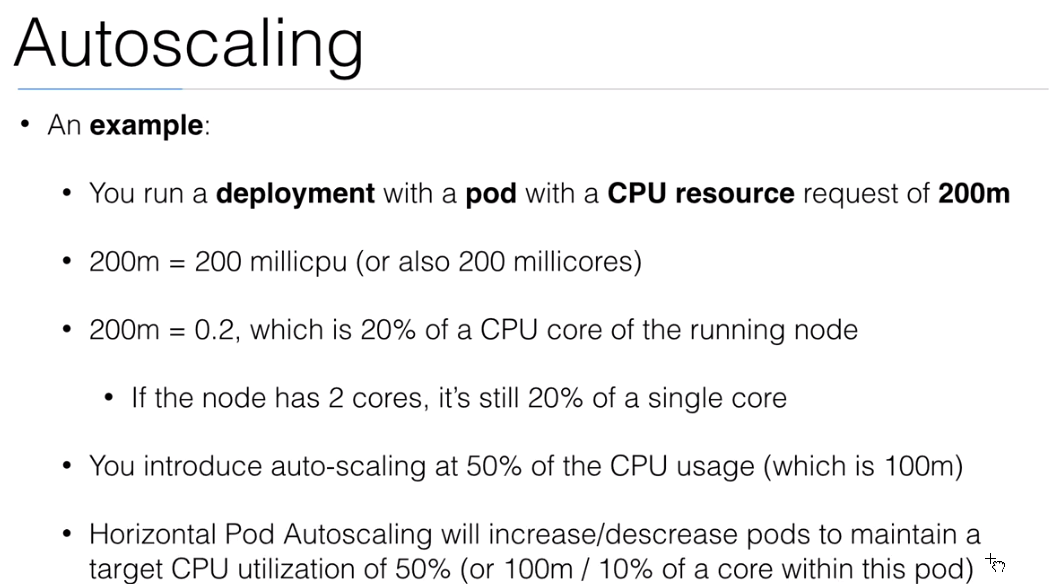 Autoscaling
• An example:
• You run a deployment with a pod with a CPU resource request of 200m
• 200m = 200 millicpu (or also 200 millicores)
• 200m = 0.2, which is 20% of a CPU core of the running node
• If the node has 2 cores, it’s still 20% of a single core
• You introduce auto-scaling at 50% of the CPU usage (which is 100m)
• Horizontal Pod Autoscaling will increase/descrease pods to maintain a
target CPU utilization of 50% (or 100m / 10% of a core within this pod)